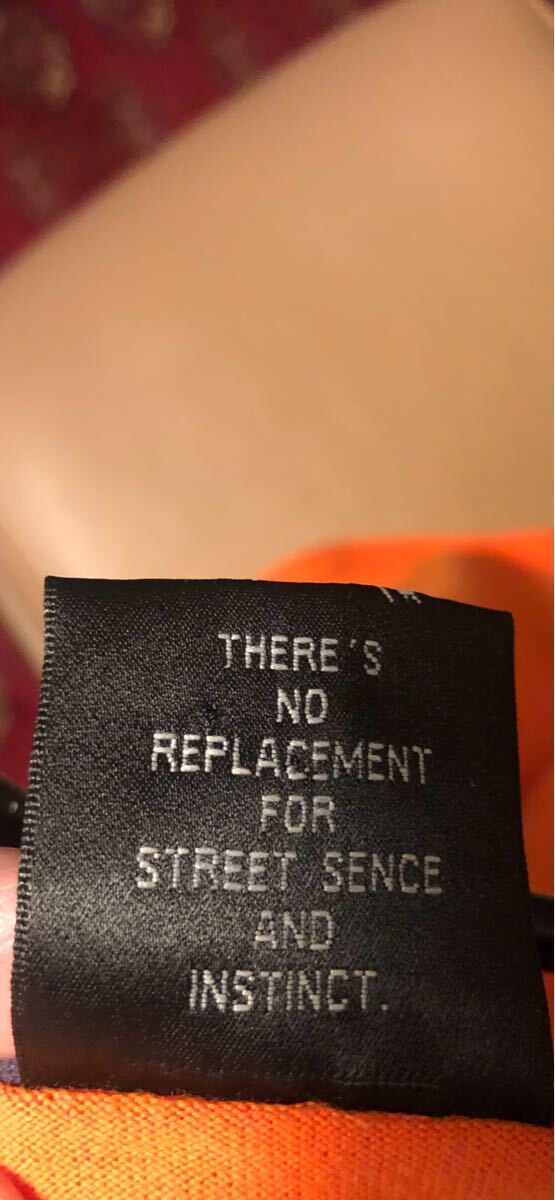 THERE'S
NO
REPLACEMENT
FOR
STREET SENCE
AND
INSTINCT.